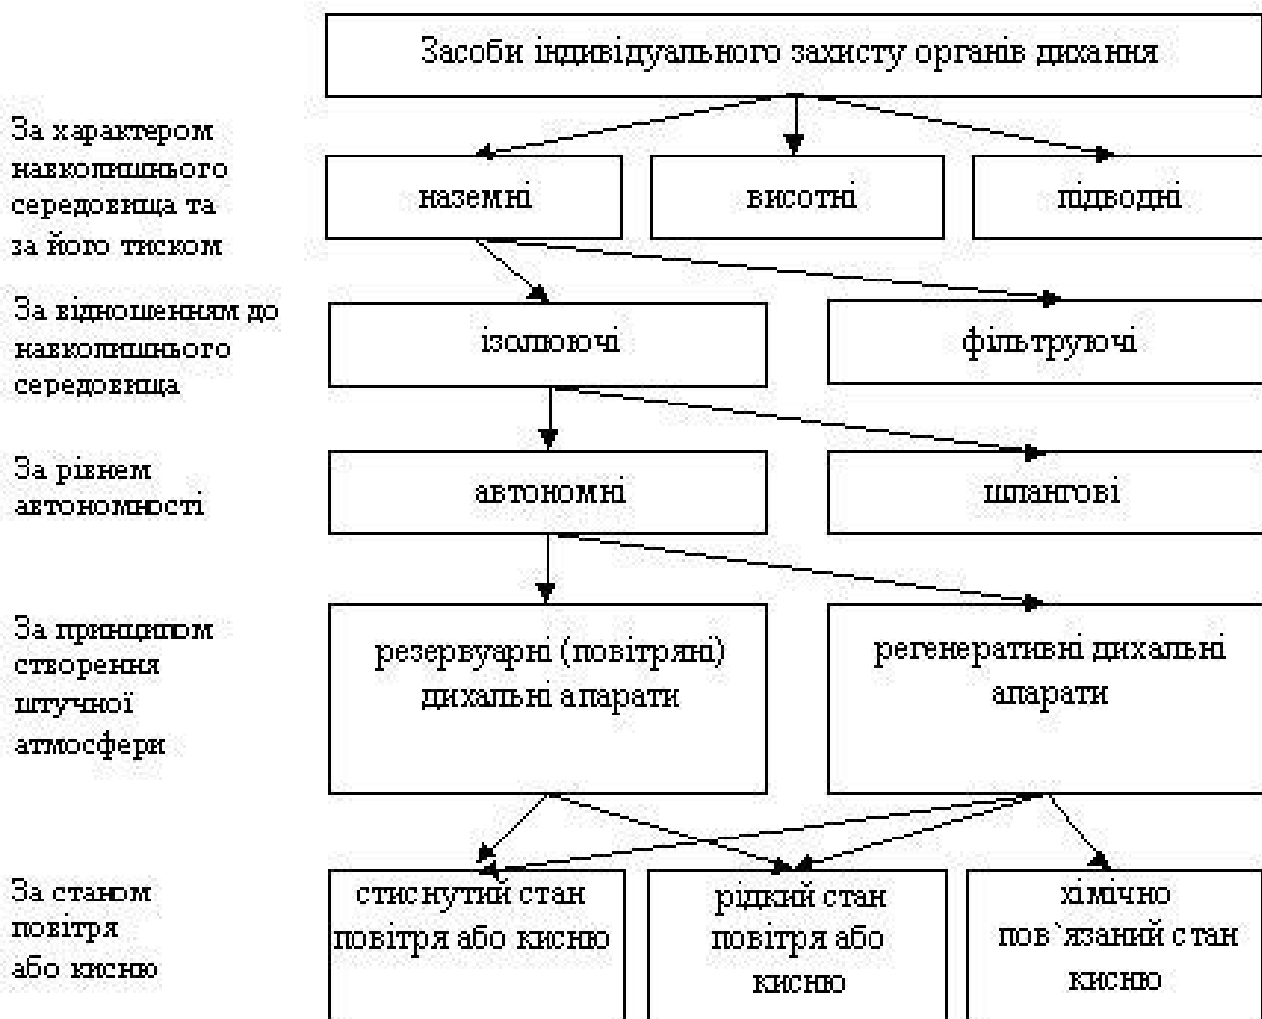 Засоби індивідуального захисту органів дихання
За характером
навколишнього
середовища та
за його тиском
наземні
висотні
підводні
За відношенням до
навколишнього
середовища
ізолюючі
фільтруючі
За рівнем
автономності
автономні
шлангові
За принципом
створення
штучної
атмосфери
резервуарні (повітряні)
дихальні апарати
регенеративні дихальні
апарати
За станом
повітря
або кисню
стиснутий стан
повітря або кисню
рідкий стан
повітря або
кисню
хімічно
пов`язаний стан
кисню